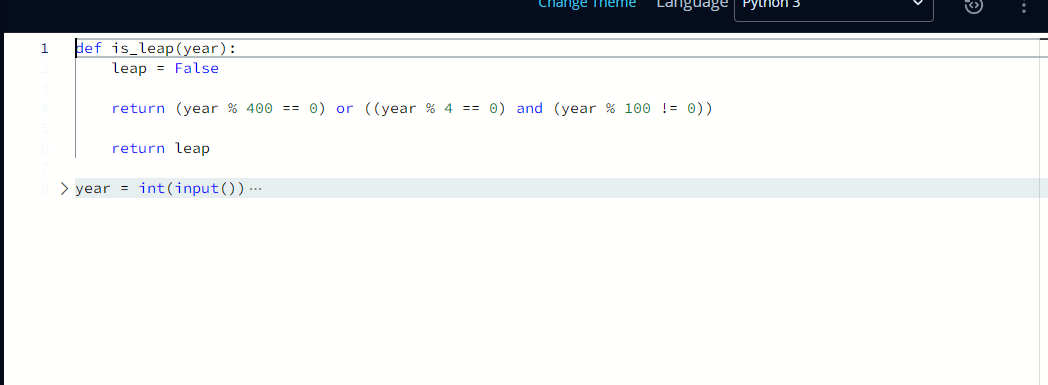 Change Theme Language Python 3
1 def is_leap(year):
2     leap = False
3
4     return (year % 400 == 0) or ((year % 4 == 0) and (year % 100 != 0))
5
6     return leap
7
8 > year = int(input()) ···